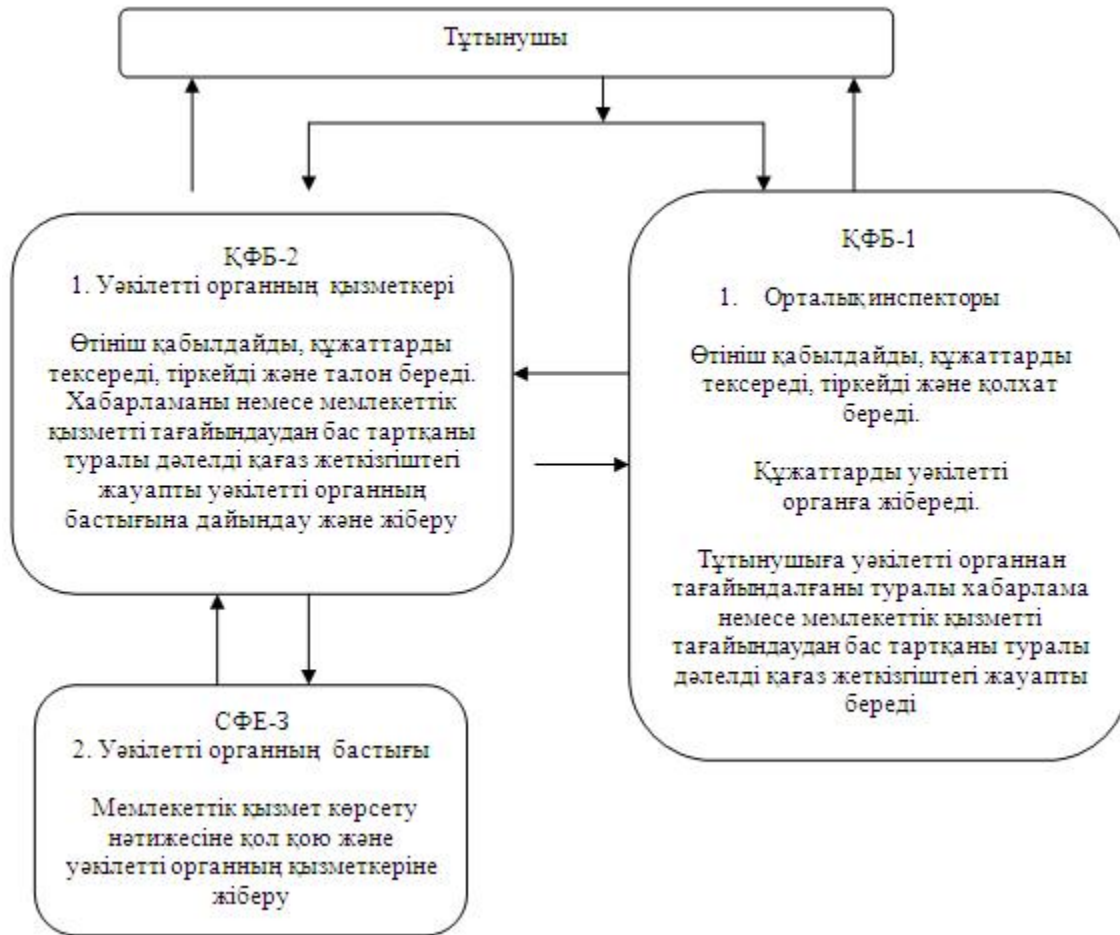 Тұтынушы
ҚФБ-2
1. Уәкілетті органның қызметкері
Өтініш қабылдайды, құжаттарды
тексереді, тіркейді және талон береді.
Хабарламаны немесе мемлекеттік
қызметті тағайындаудан бас тартқаны
туралы дәлелді қағаз жеткізгіштегі
жауапты уәкілетті органның
бастығына дайындау және жіберу
ҚФБ-1
1. Орталық инспекторы
Өтініш қабылдайды, құжаттарды
тексереді, тіркейді және қолхат
береді.
Құжаттарды уәкілетті
органға жібереді.
Тұтынушыға уәкілетті органнан
тағайындалғаны туралы хабарлама
немесе мемлекеттік қызметті
тағайындаудан бас тартқаны туралы
дәлелді қағаз жеткізгіштегі жауапты
береді
СФЕ-3
2. Уәкілетті органның бастығы
Мемлекеттік қызмет көрсету
нәтижесіне қол қою және
уәкілетті органның қызметкеріне
жіберу